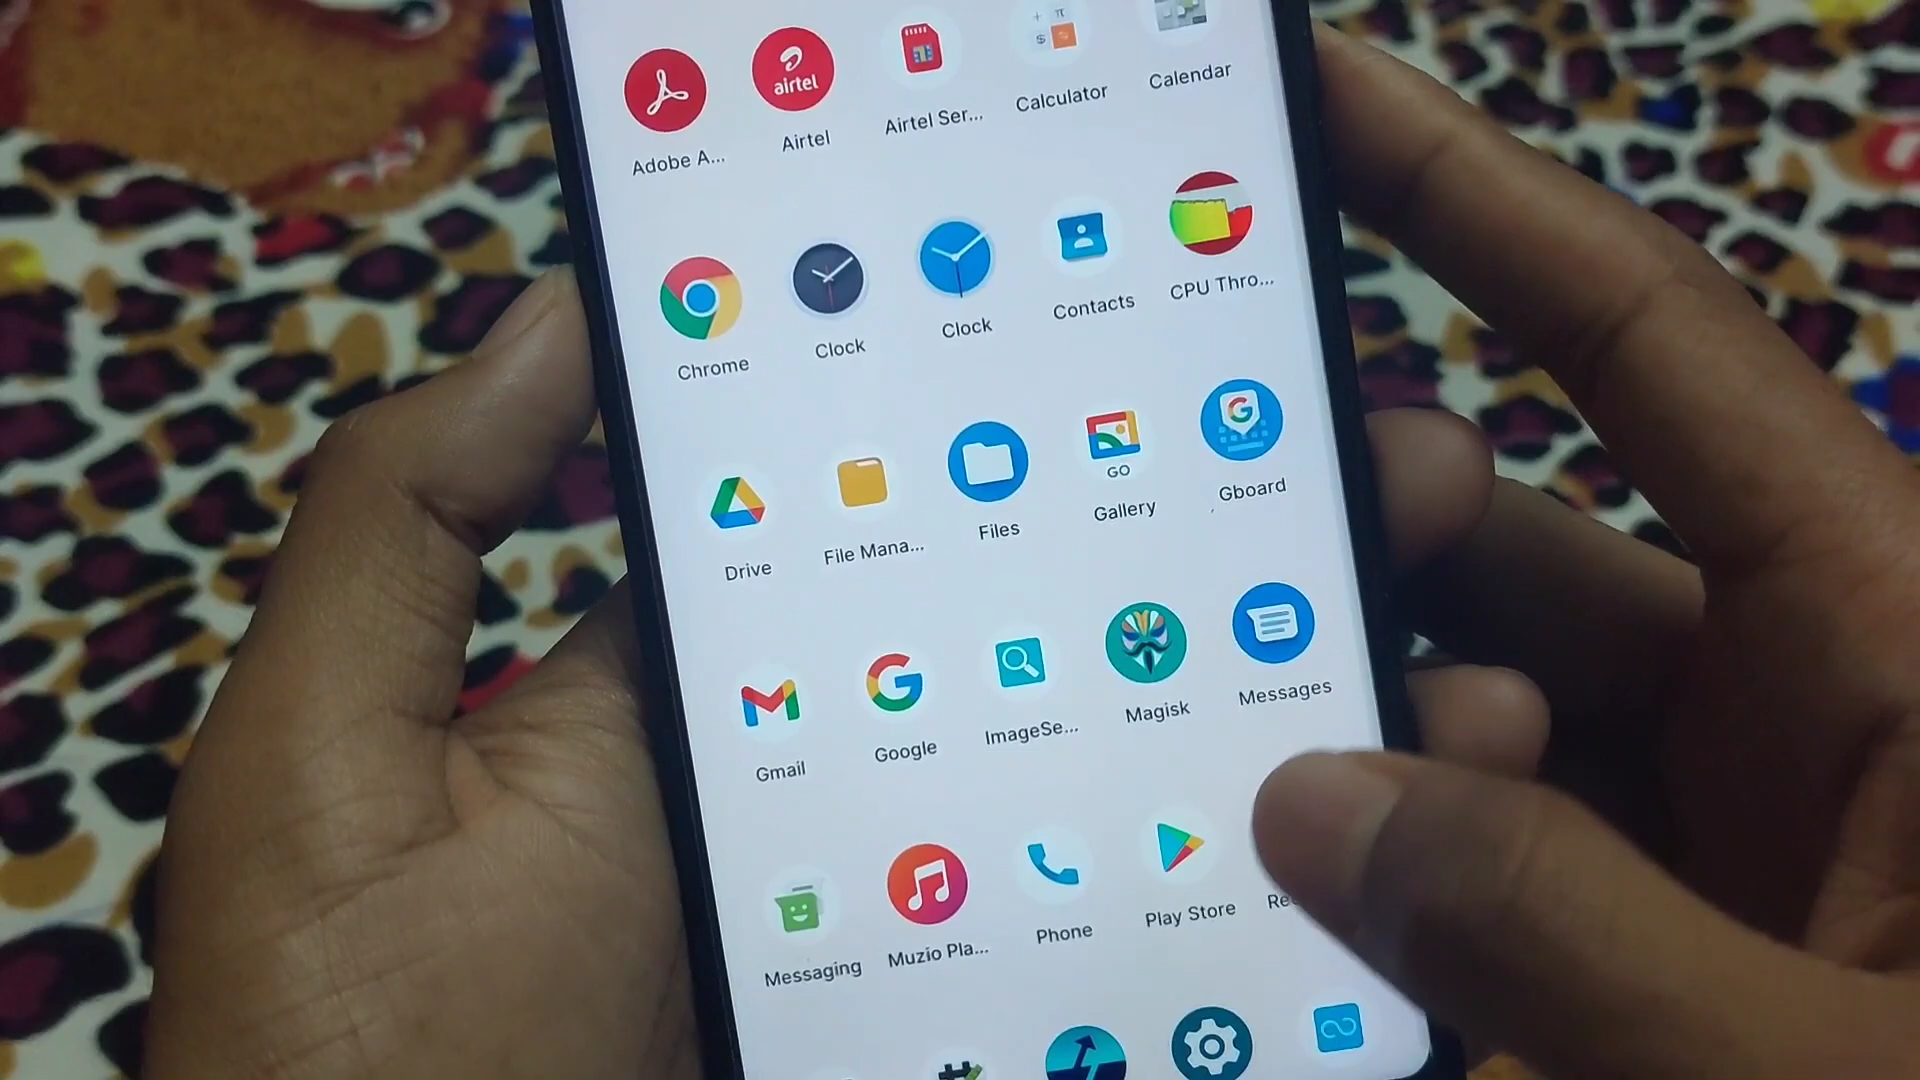 airtel
Adobe A...
Airtel
Airtel Ser...
Calculator
Calendar
Chrome
Clock
Clock
Contacts
CPU Thro...
Drive
File Mana...
Files
GO
Gallery
Gboard
Gmail
Google
ImageSe...
Magisk
Messages
Messaging
Muzio Pla...
Phone
Play Store